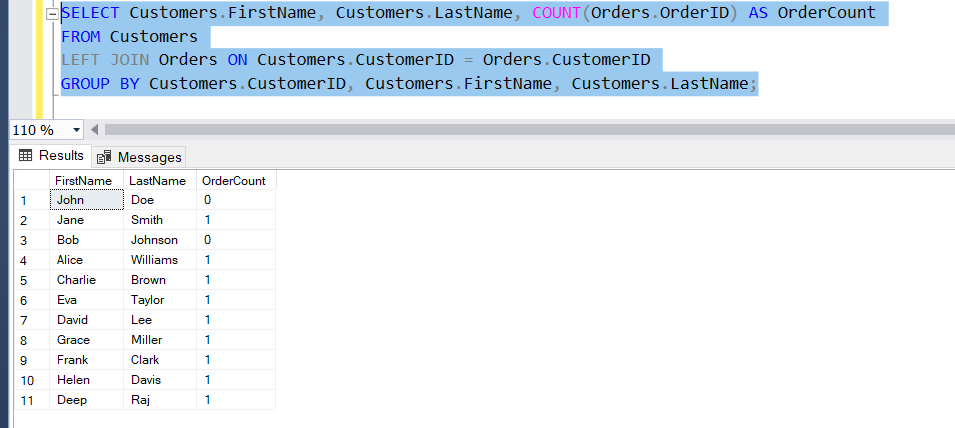 SELECT Customers.FirstName, Customers.LastName, COUNT(Orders.OrderID) AS OrderCount
FROM Customers
LEFT JOIN Orders ON Customers.CustomerID = Orders.CustomerID
GROUP BY Customers.CustomerID, Customers.FirstName, Customers.LastName;
110 %
Results Messages
FirstName LastName OrderCount
1 John Doe 0
2 Jane Smith 1
3 Bob Johnson 0
4 Alice Williams 1
5 Charlie Brown 1
6 Eva Taylor 1
7 David Lee 1
8 Grace Miller 1
9 Frank Clark 1
10 Helen Davis 1
11 Deep Raj 1